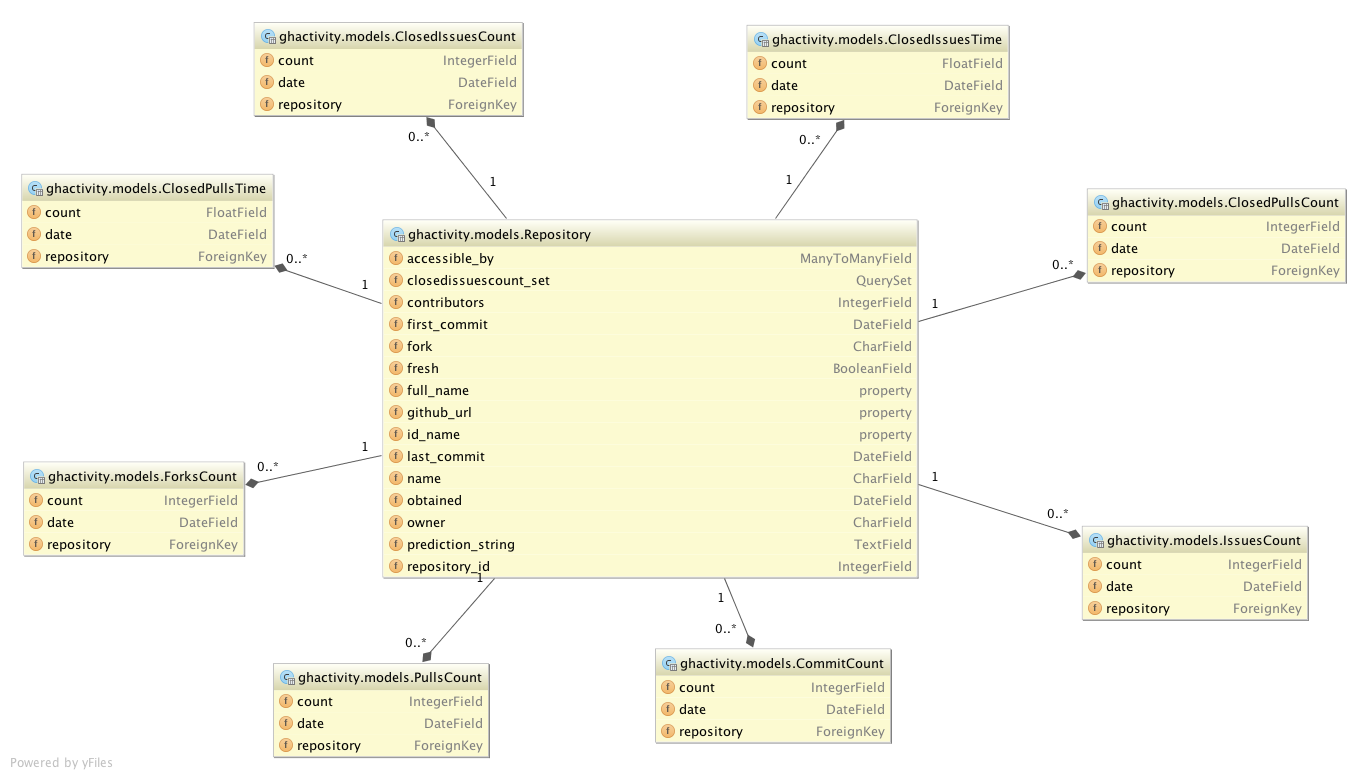 ghactivity.models.ClosedIssuesCount
count IntegerField
date DateField
repository ForeignKey
0..*
1
ghactivity.models.ClosedIssuesTime
count FloatField
date DateField
repository ForeignKey
0..*
1
ghactivity.models.ClosedPullsTime
count FloatField
date DateField
repository ForeignKey
0..*
1
ghactivity.models.ClosedPullsCount
count IntegerField
date DateField
repository ForeignKey
0..*
1
ghactivity.models.Repository
accessible_by ManyToManyField
closedissuescount_set QuerySet
contributors IntegerField
first_commit DateField
fork CharField
fresh BooleanField
full_name property
github_url property
id_name property
last_commit DateField
name CharField
obtained DateField
owner CharField
prediction_string TextField
repository_id IntegerField
1
0..*
ghactivity.models.ForksCount
count IntegerField
date DateField
repository ForeignKey
1
0..*
ghactivity.models.IssuesCount
count IntegerField
date DateField
repository ForeignKey
1
0..*
ghactivity.models.PullsCount
count IntegerField
date DateField
repository ForeignKey
1
0..*
ghactivity.models.CommitCount
count IntegerField
date DateField
repository ForeignKey
Powered by yFiles